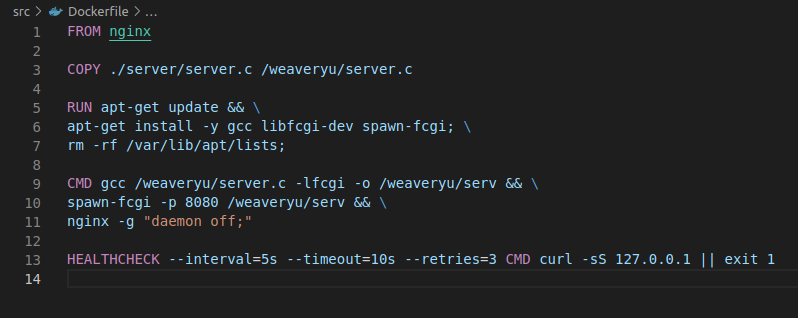 src > Dockerfile > ...
1 FROM nginx
2
3 COPY ./server/server.c /weaveryu/server.c
4
5 RUN apt-get update && \
6 apt-get install -y gcc libfcgi-dev spawn-fcgi; \
7 rm -rf /var/lib/apt/lists;
8
9 CMD gcc /weaveryu/server.c -lfcgi -o /weaveryu/serv && \
10 spawn-fcgi -p 8080 /weaveryu/serv && \
11 nginx -g "daemon off;"
12
13 HEALTHCHECK --interval=5s --timeout=10s --retries=3 CMD curl -sS 127.0.0.1 || exit 1
14